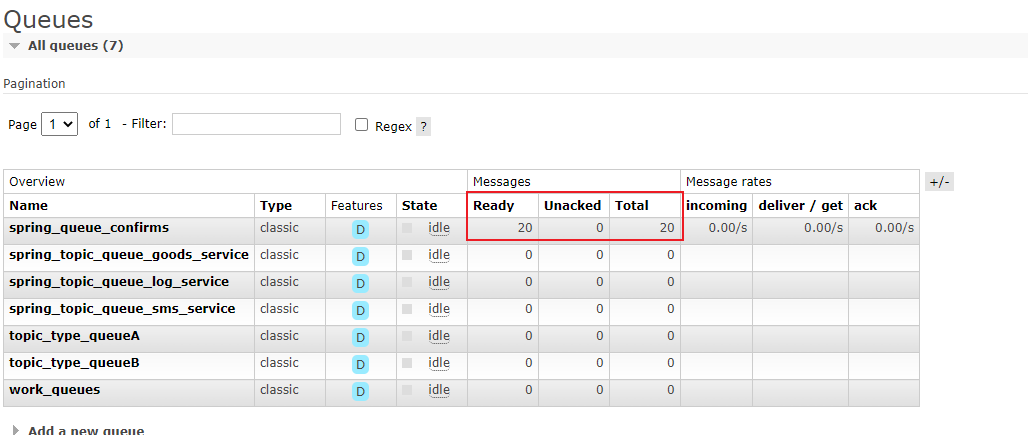 Queues
All queues (7)
Pagination
Page 1 of 1 - Filter: Regex ?
Overview Messages Message rates +/-
Name Type Features State Ready Unacked Total incoming deliver / get ack
spring_queue_confirms classic D idle 20 0 20 0.00/s 0.00/s 0.00/s
spring_topic_queue_goods_service classic D idle 0 0 0
spring_topic_queue_log_service classic D idle 0 0 0
spring_topic_queue_sms_service classic D idle 0 0 0
topic_type_queueA classic D idle 0 0 0
topic_type_queueB classic D idle 0 0 0
work_queues classic D idle 0 0 0
Add a new queue